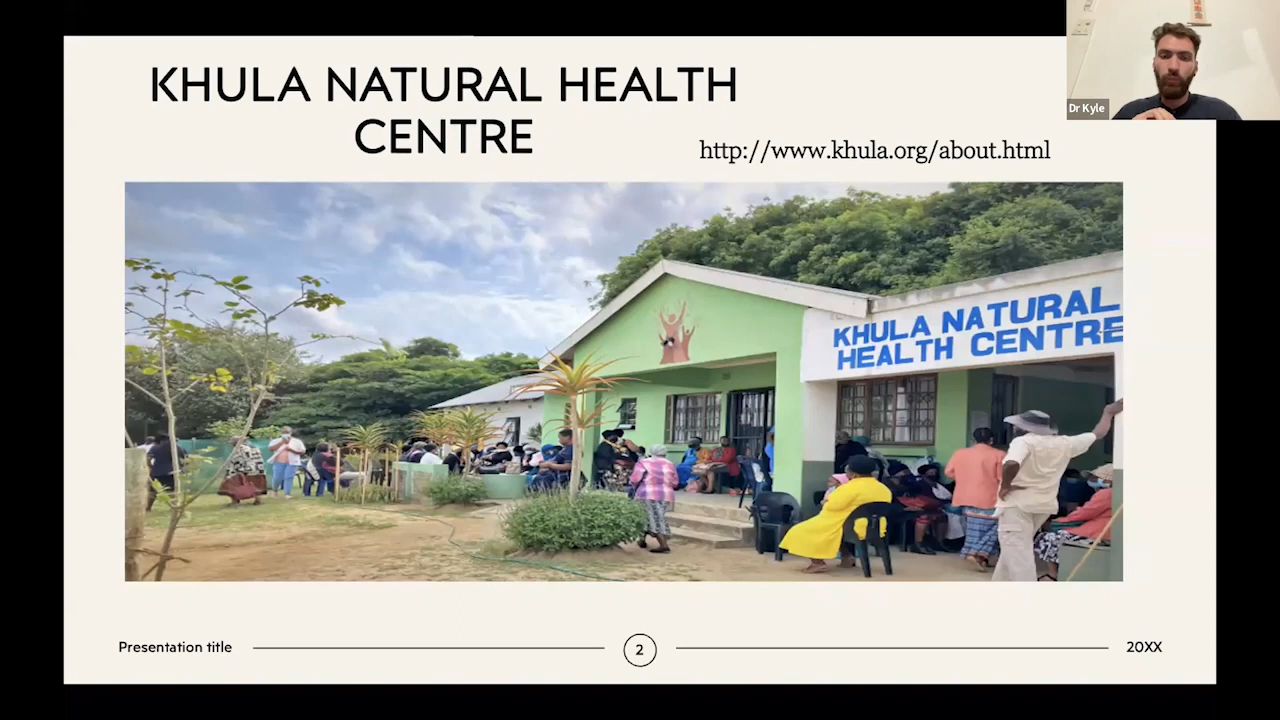 KHULA NATURAL HEALTH
CENTRE
http://www.khula.org/about.html
Dr Kyle
KHULA NATURAL
HEALTH CENTRE
Presentation title
2
20XX